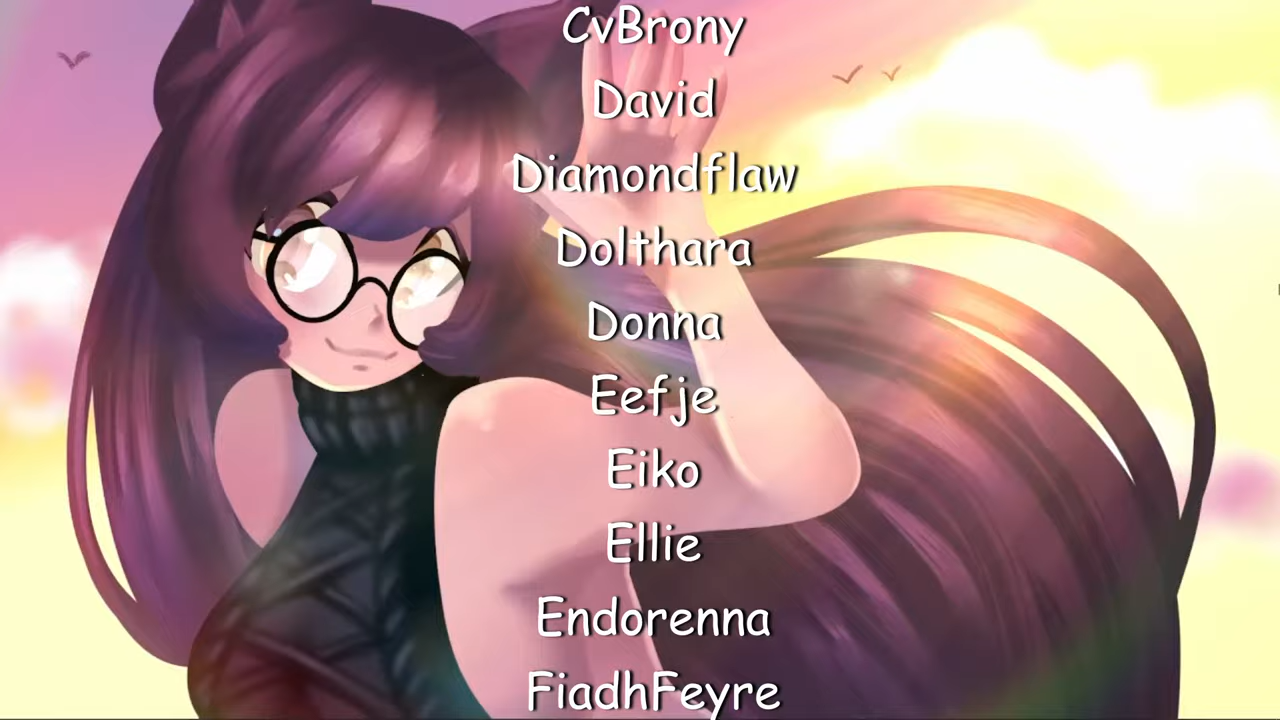 CvBrony
David
Diamondflaw
Dolthara
Donna
Eefje
Eiko
Ellie
Endorenna
FiadhFeyre